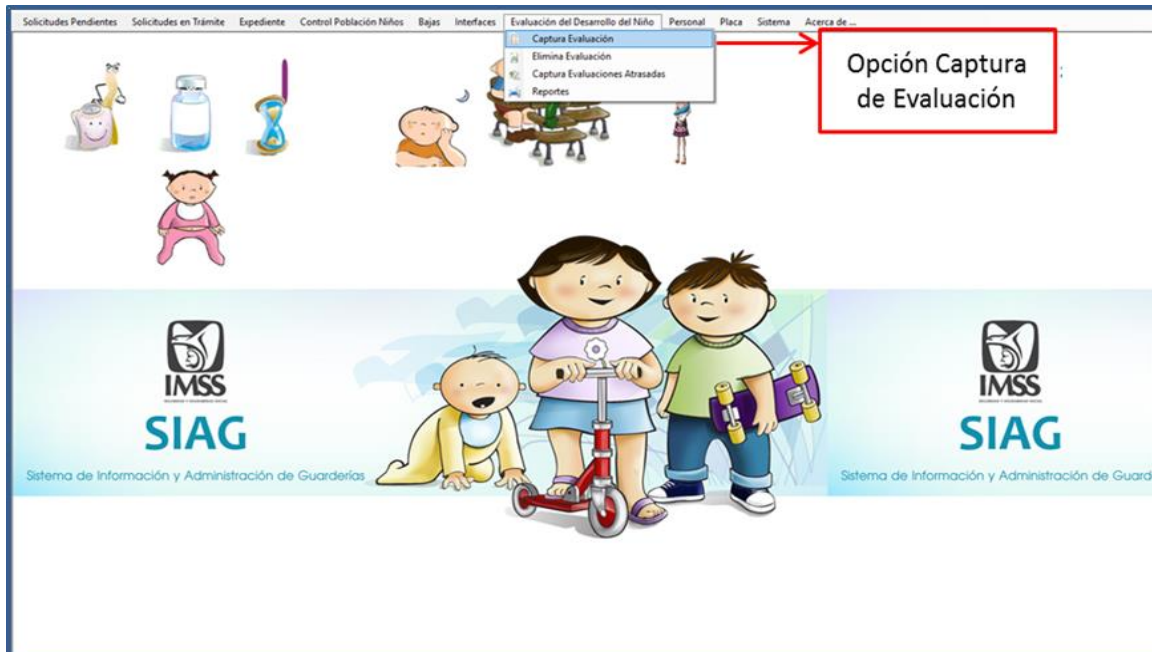 Solicitudes Pendientes Solicitudes en Trámite Expediente Control Población Niños Bajas Interfaces Evaluación del Desarrollo del Niño Personal Placa Sistema Acerca de ...
Captura Evaluación
Elimina Evaluación
Captura Evaluaciones Atrasadas
Reportes
Opción Captura
de Evaluación
IMSS
SIAG
Sistema de Información y Administración de Guarderías
IMSS
SIAG
Sistema de Información y Administración de Guard